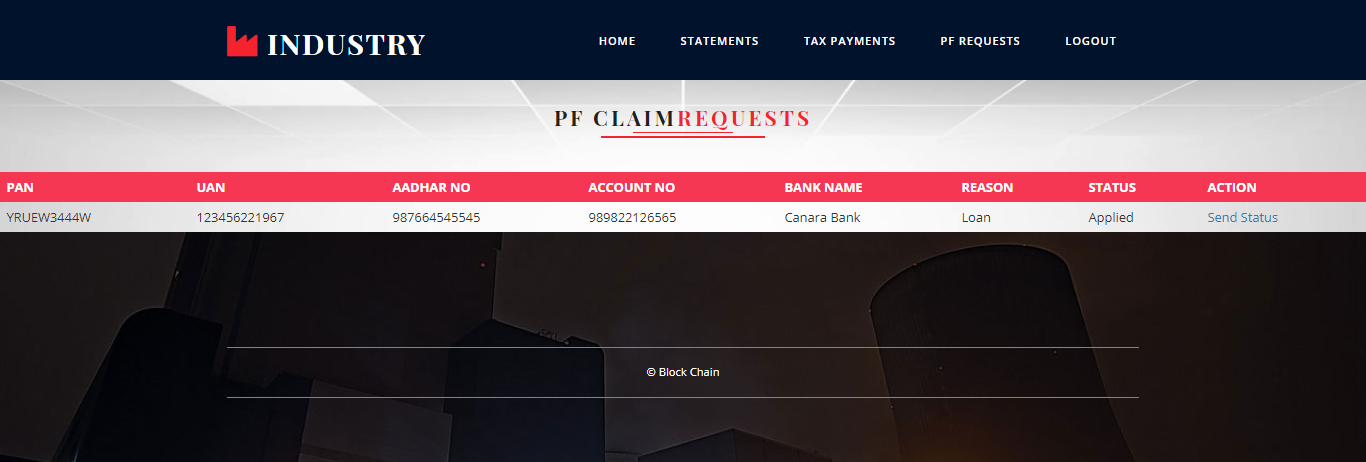 INDUSTRY
HOME STATEMENTS TAX PAYMENTS PF REQUESTS LOGOUT
PF CLAIMREQUESTS
PAN UAN AADHAR NO ACCOUNT NO BANK NAME REASON STATUS ACTION
YRUEW3444W 123456221967 987664545545 989822126565 Canara Bank Loan Applied Send Status
© Block Chain